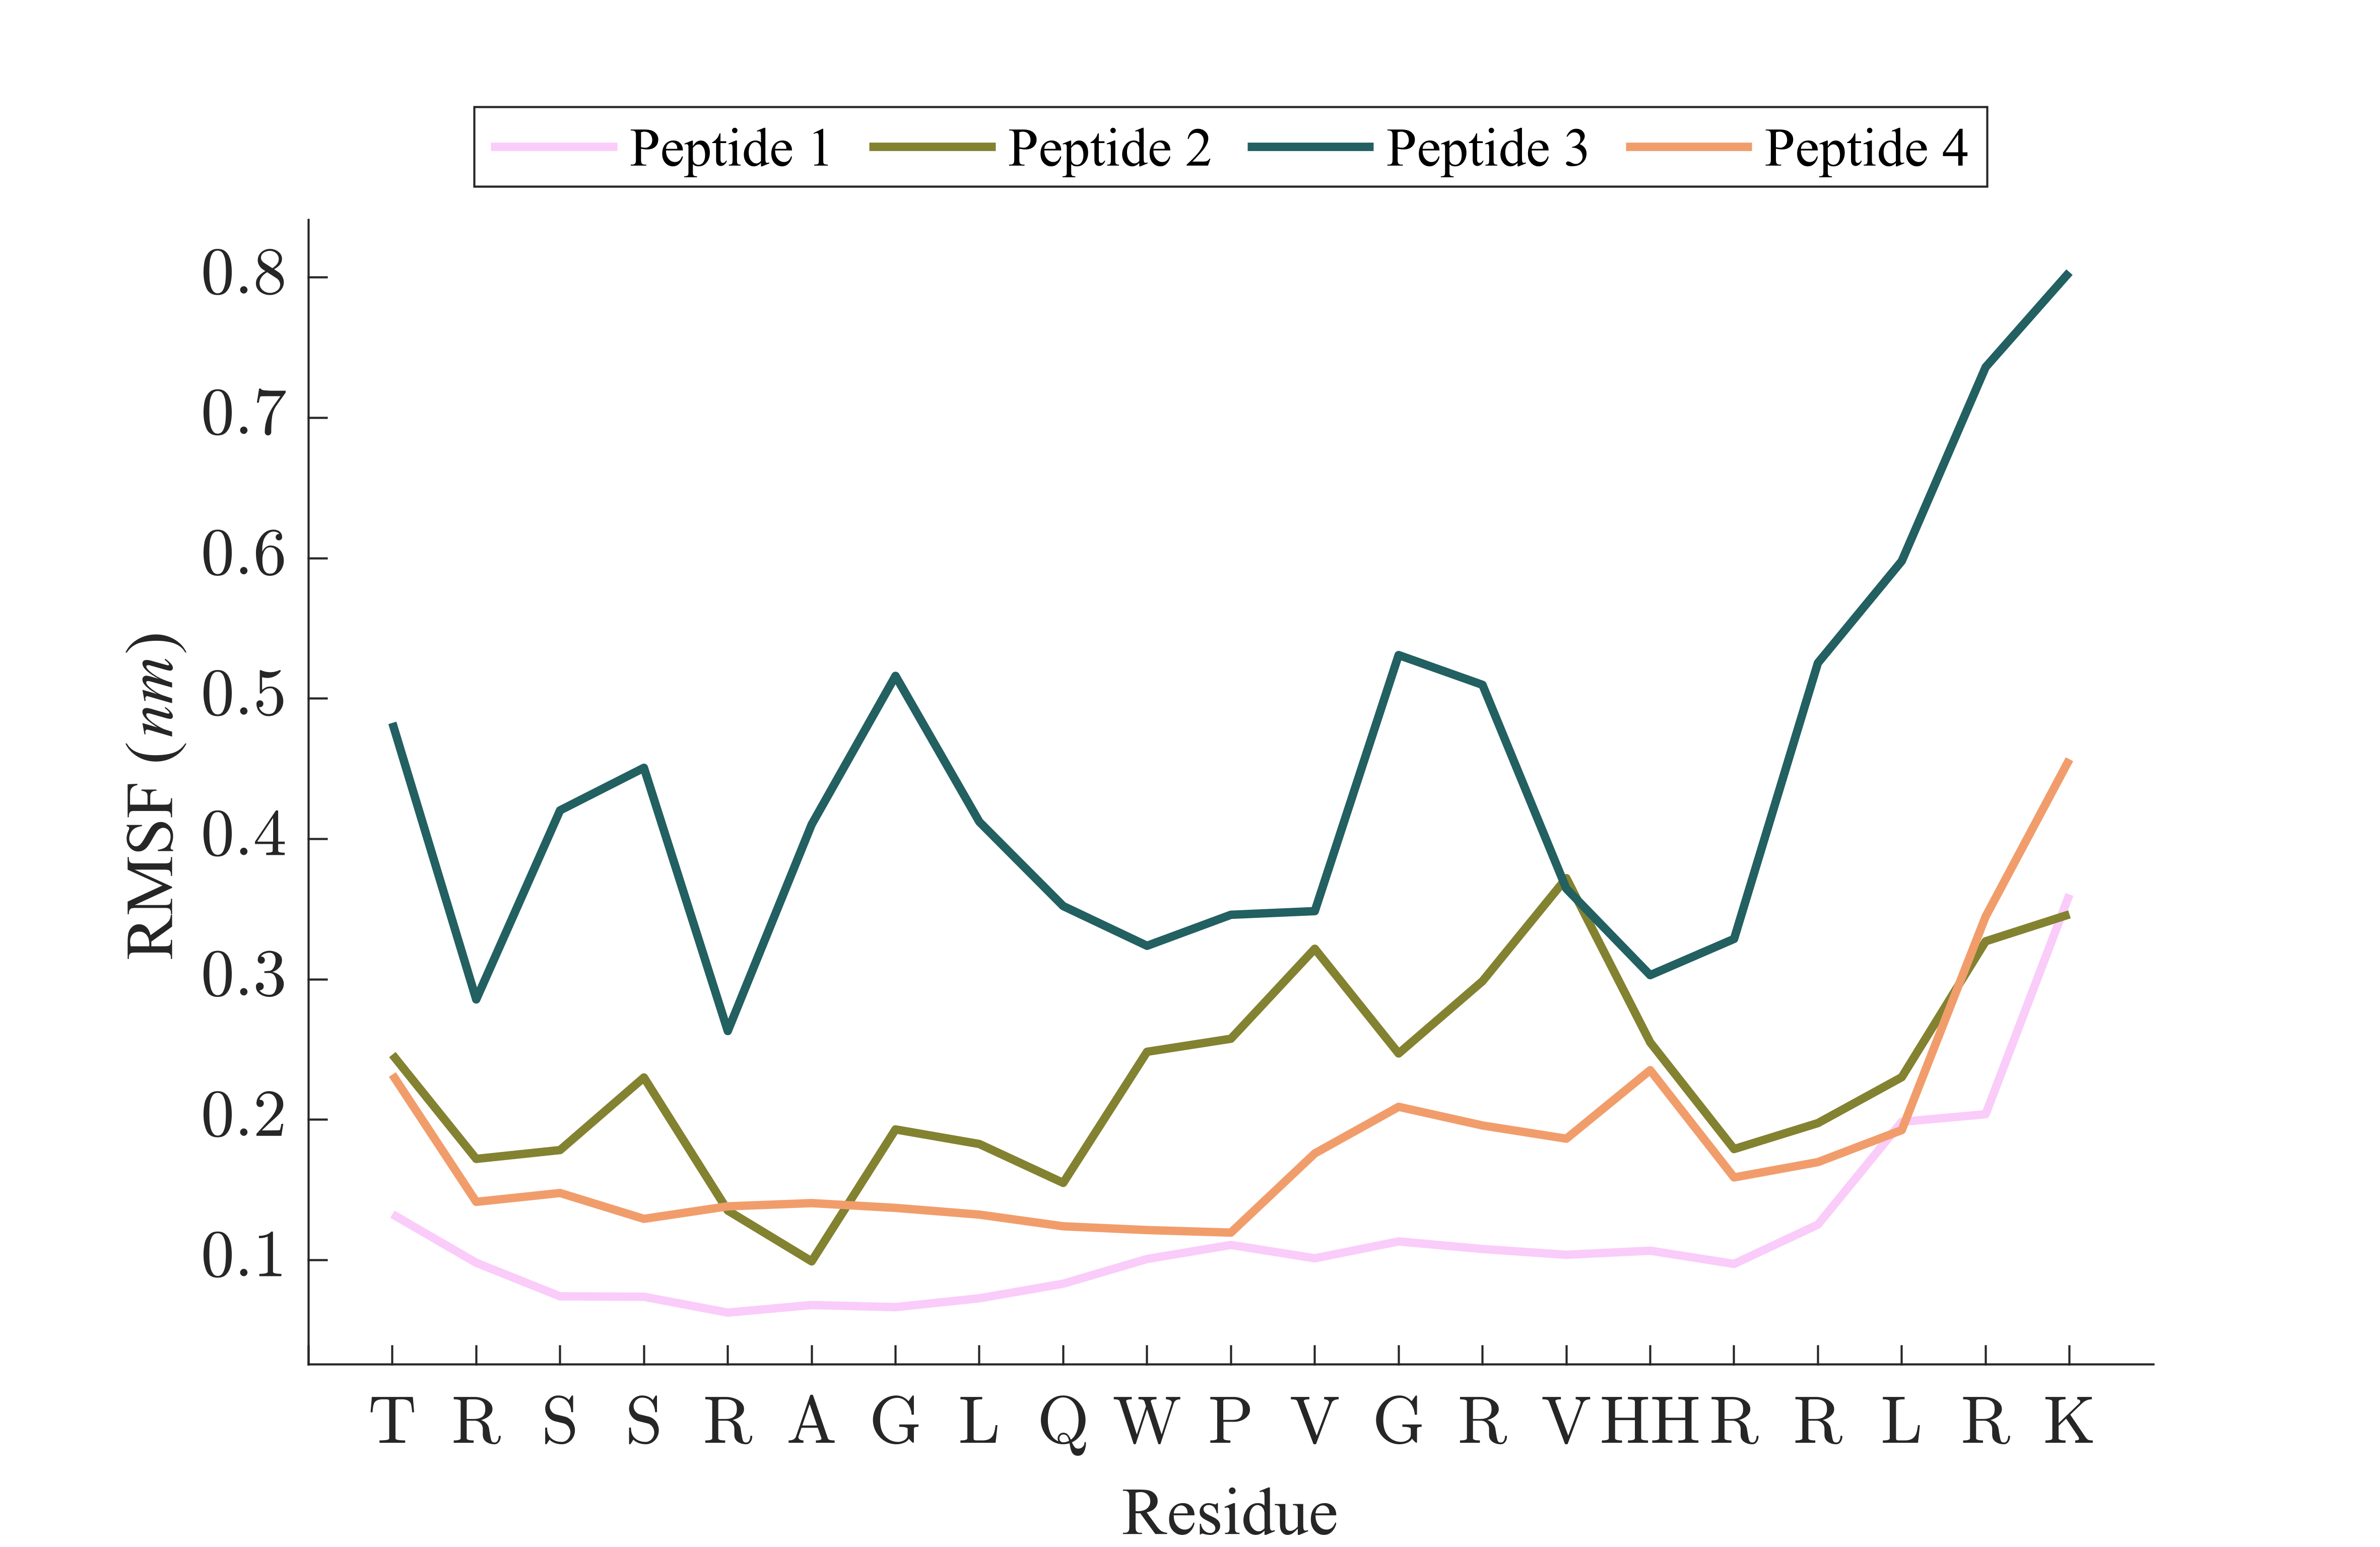 Peptide 1 Peptide 2 Peptide 3 Peptide 4
0.8
0.7
0.6
0.5
0.4
0.3
0.2
0.1
RMSF (nm)
T R S S R A G L Q W P V G R V HHR R L R K
Residue